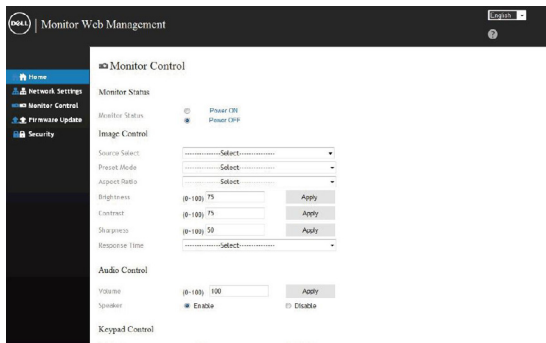 DELL
Monitor Web Management
English
?
Home
Network Settings
Monitor Control
Firmware Update
Security
Monitor Control
Monitor Status
Monitor Status
Power ON
Power OFF
Image Control
Source Select
---------------Select---------------
Preset Mode
---------------Select---------------
Aspect Ratio
---------------Select---------------
Brightness (0~100) 75 Apply
Contrast (0~100) 75 Apply
Sharpness (0~100) 50 Apply
Response Time
---------------Select---------------
Audio Control
Volume (0~100) 100 Apply
Speaker Enable Disable
Keypad Control